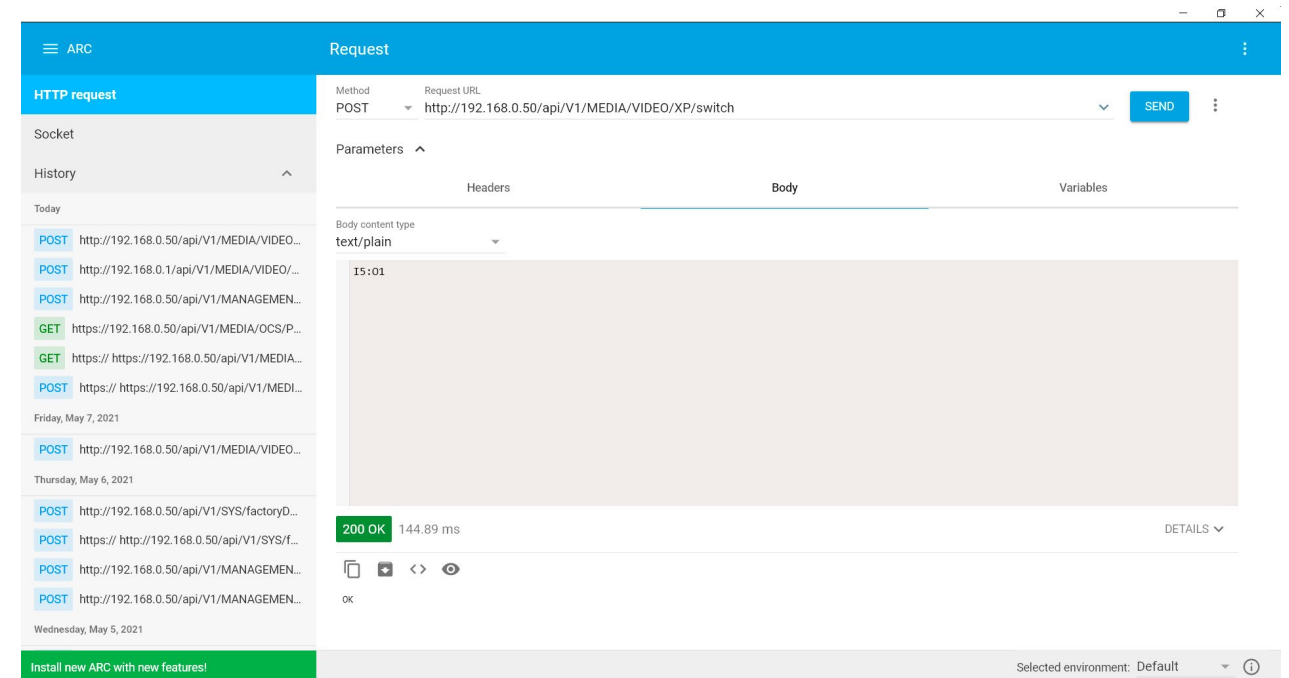 ARC
Request
HTTP request
Socket
History
Today
POST http://192.168.0.50/api/V1/MEDIA/VIDEO...
POST http://192.168.0.1/api/V1/MEDIA/VIDEO/...
POST http://192.168.0.50/api/V1/MANAGEMEN...
GET https://192.168.0.50/api/V1/MEDIA/OCS/P...
GET https:// https://192.168.0.50/api/V1/MEDIA...
POST https:// https://192.168.0.50/api/V1/MEDI...
Friday, May 7, 2021
POST http://192.168.0.50/api/V1/MEDIA/VIDEO...
Thursday, May 6, 2021
POST http://192.168.0.50/api/V1/SYS/factoryD...
POST https:// http://192.168.0.50/api/V1/SYS/f...
POST http://192.168.0.50/api/V1/MANAGEMEN...
POST http://192.168.0.50/api/V1/MANAGEMEN...
Wednesday, May 5, 2021
Install new ARC with new features!
Method Request URL
POST http://192.168.0.50/api/V1/MEDIA/VIDEO/XP/switch
SEND
Parameters
Headers Body Variables
Body content type
text/plain
I5:O1
200 OK 144.89 ms
DETAILS
OK
Selected environment: Default